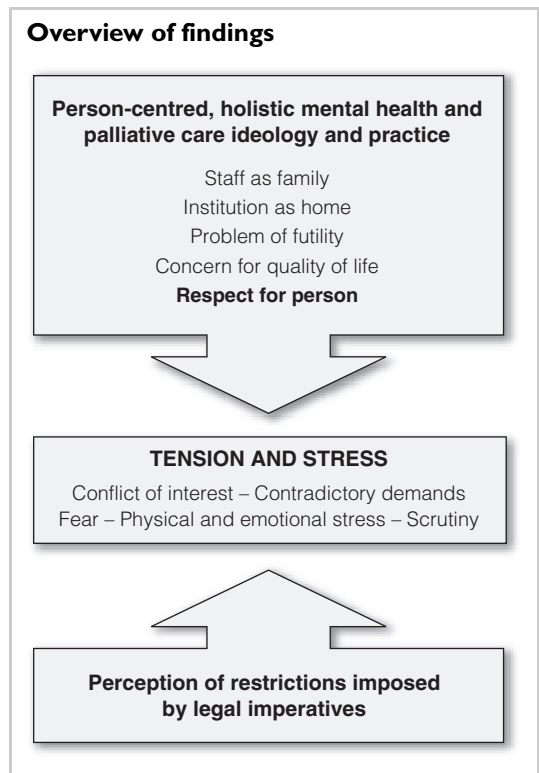 Overview of findings
Person-centred, holistic mental health and
palliative care ideology and practice
Staff as family
Institution as home
Problem of futility
Concern for quality of life
Respect for person
TENSION AND STRESS
Conflict of interest – Contradictory demands
Fear – Physical and emotional stress – Scrutiny
Perception of restrictions imposed
by legal imperatives